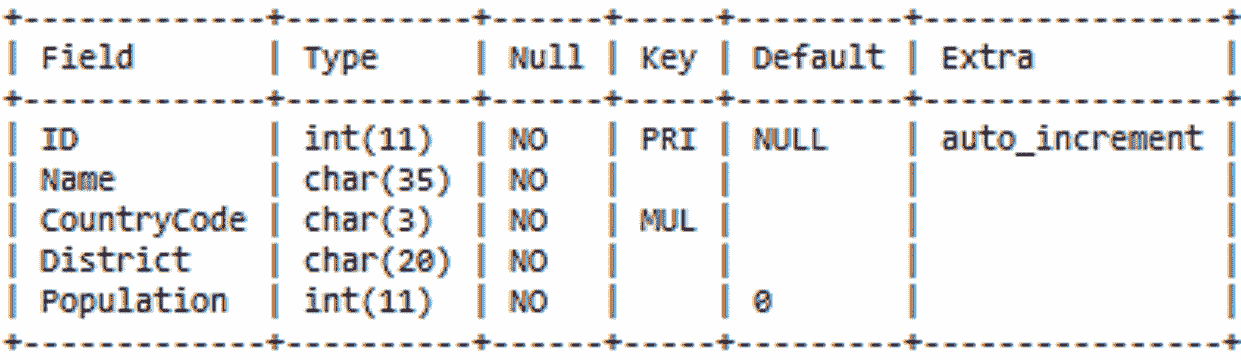 +-------------+----------+------+-----+---------+----------------+
| Field       | Type     | Null | Key | Default | Extra          |
+-------------+----------+------+-----+---------+----------------+
| ID          | int(11)  | NO   | PRI | NULL    | auto_increment |
| Name        | char(35) | NO   |     |         |                |
| CountryCode | char(3)  | NO   | MUL |         |                |
| District    | char(20) | NO   |     |         |                |
| Population  | int(11)  | NO   |     | 0       |                |
+-------------+----------+------+-----+---------+----------------+